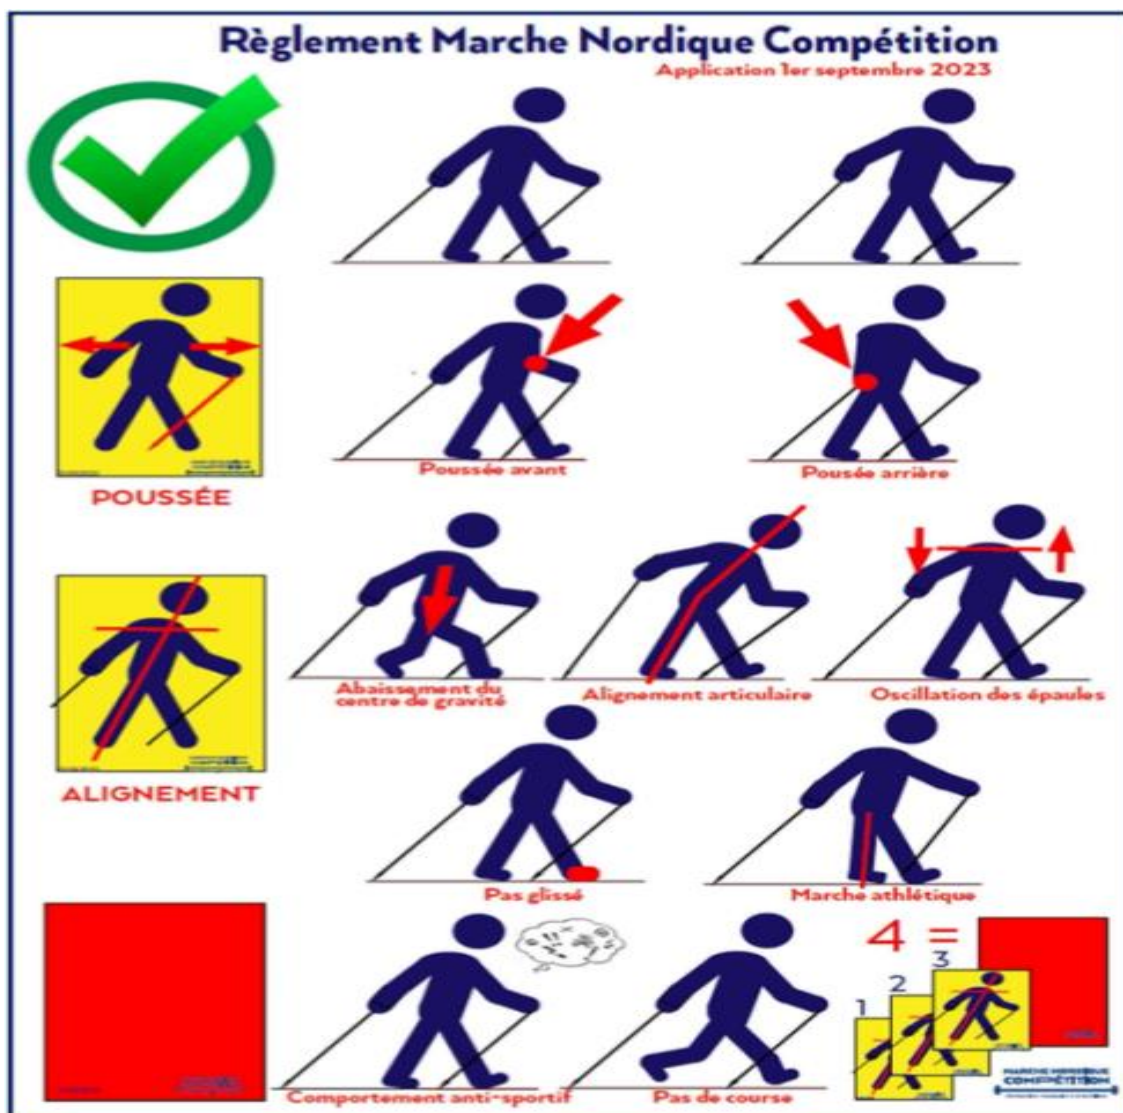 Règlement Marche Nordique Compétition
Application 1er septembre 2023
Poussée avant
Pousée arrière
POUSSÉE
Abaissement du
centre de gravité
Alignement articulaire
Oscillation des épaules
ALIGNEMENT
Pas glissé
Marche athlétique
4 =
3
2
1
Comportement anti-sportif
Pas de course
MARCHE NORDIQUE
COMPÉTITION